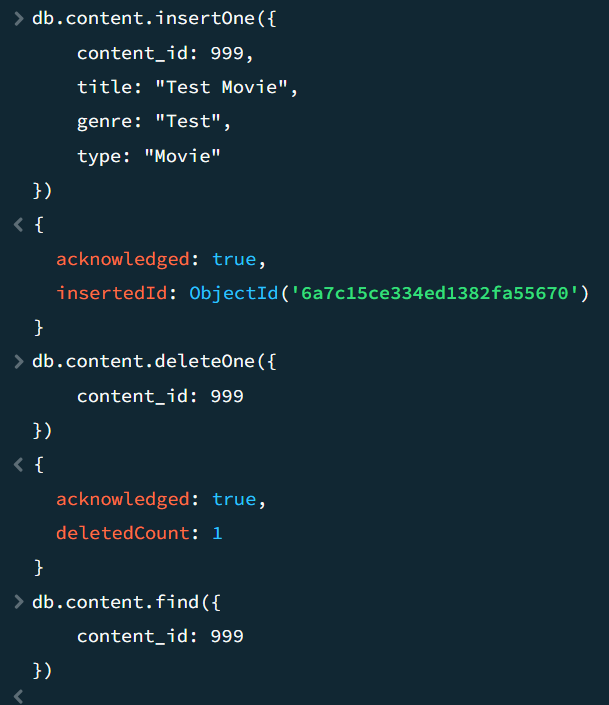 > db.content.insertOne({
content_id: 999,
title: "Test Movie",
genre: "Test",
type: "Movie"
})
< {
acknowledged: true,
insertedId: ObjectId('6a7c15ce334ed1382fa55670')
}
> db.content.deleteOne({
content_id: 999
})
< {
acknowledged: true,
deletedCount: 1
}
> db.content.find({
content_id: 999
})
<